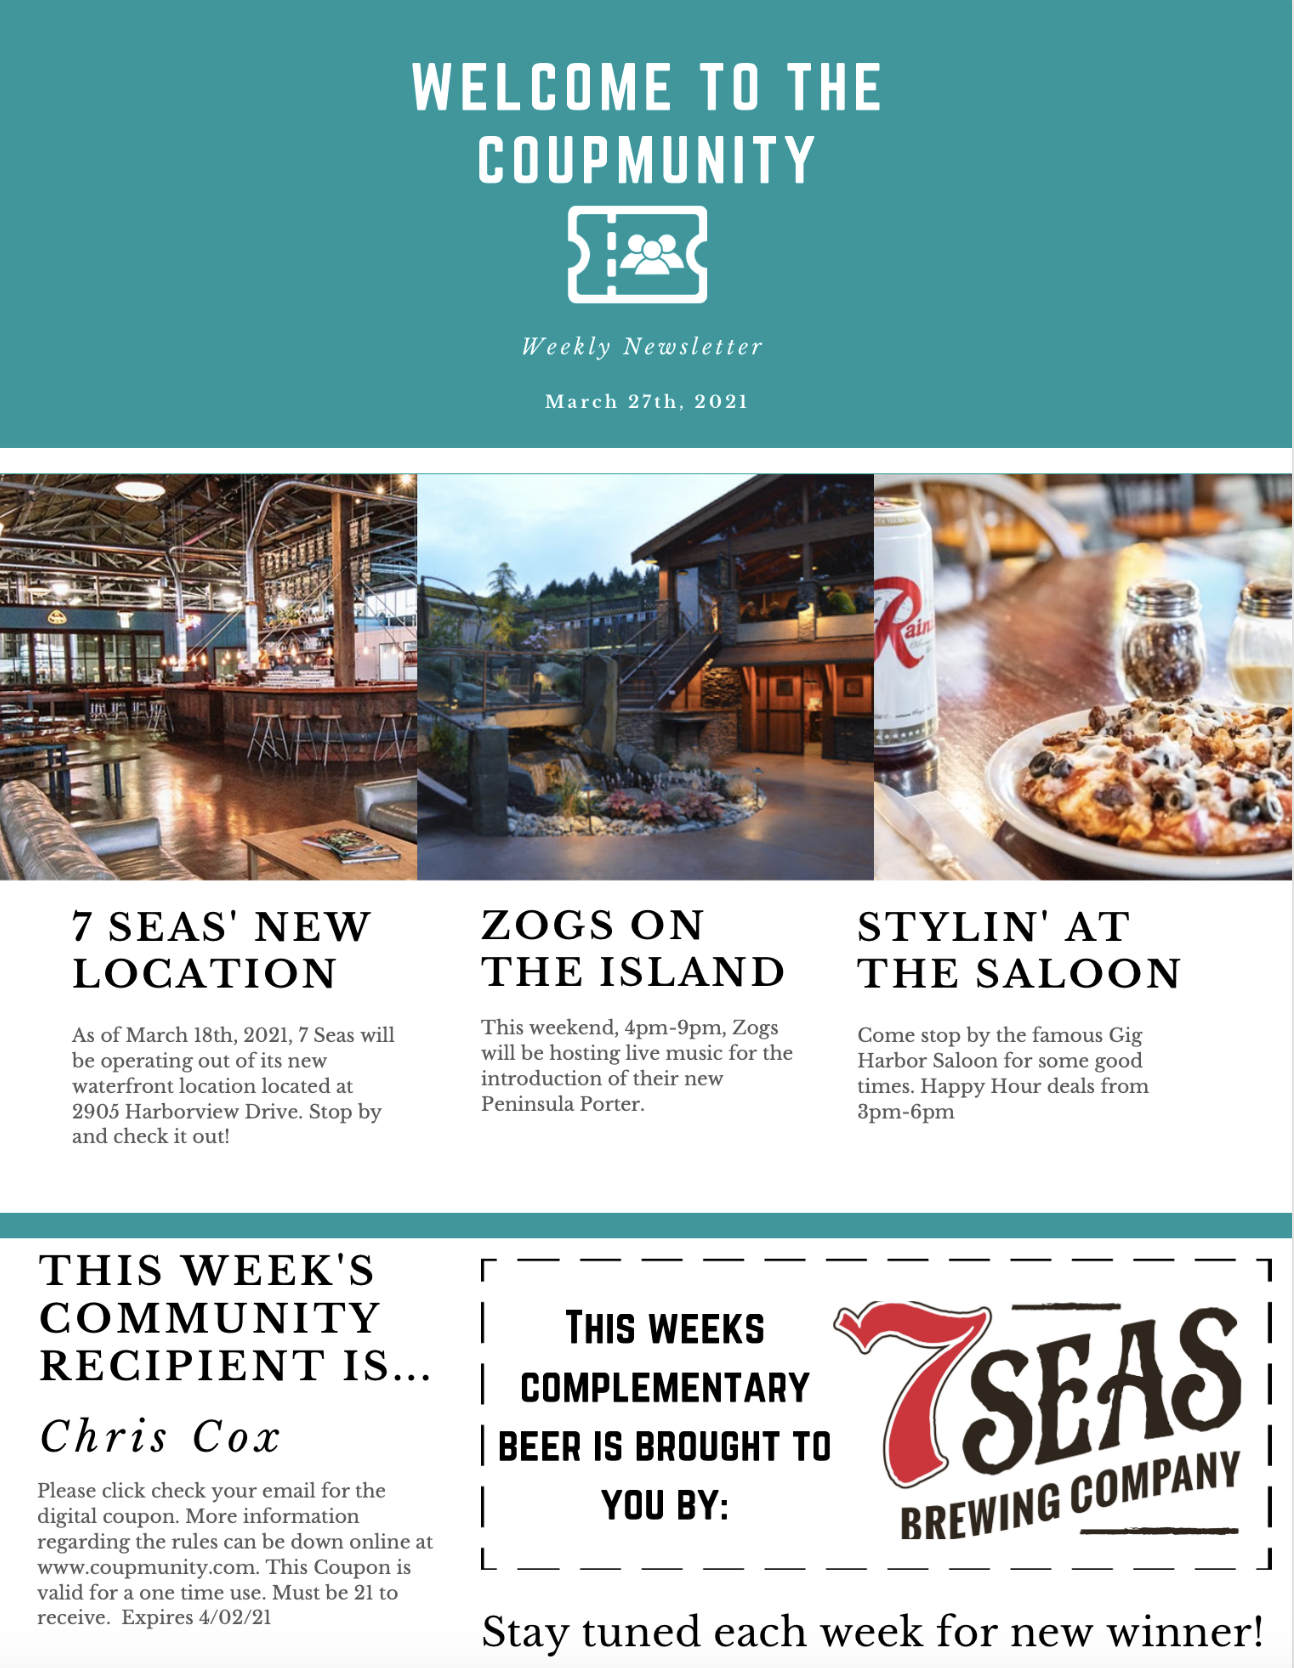 WELCOME TO THE
COUPMUNITY
Weekly Newsletter
March 27th, 2021
7 SEAS' NEW
LOCATION
As of March 18th, 2021, 7 Seas will
be operating out of its new
waterfront location located at
2905 Harborview Drive. Stop by
and check it out!
ZOGS ON
THE ISLAND
This weekend, 4pm-9pm, Zogs
will be hosting live music for the
introduction of their new
Peninsula Porter.
STYLIN' AT
THE SALOON
Come stop by the famous Gig
Harbor Saloon for some good
times. Happy Hour deals from
3pm-6pm
THIS WEEK'S
COMMUNITY
RECIPIENT IS...
Chris Cox
Please click check your email for the
digital coupon. More information
regarding the rules can be down online at
www.coupmunity.com. This Coupon is
valid for a one time use. Must be 21 to
receive.  Expires 4/02/21
THIS WEEKS
COMPLEMENTARY
BEER IS BROUGHT TO
YOU BY:
7 SEAS
BREWING COMPANY
Stay tuned each week for new winner!